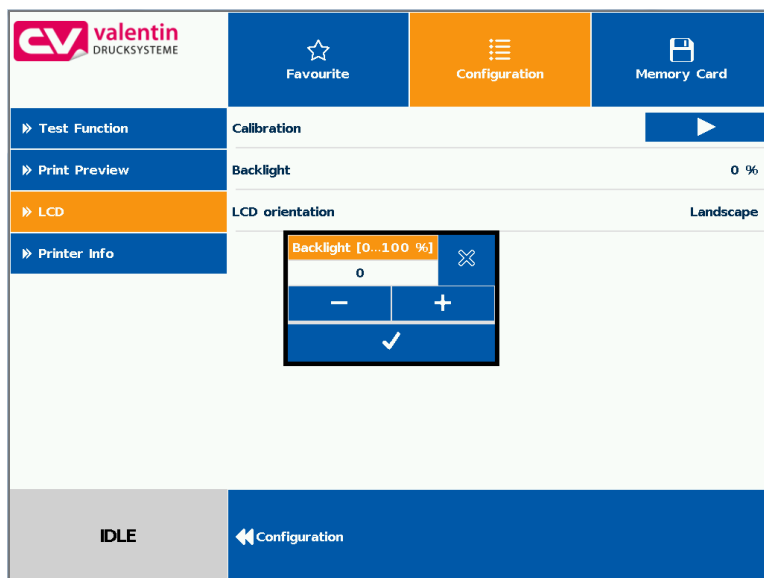 valentin
DRUCKSYSTEME
Favourite
Configuration
Memory Card
Test Function
Print Preview
LCD
Printer Info
Calibration
Backlight 0 %
LCD orientation Landscape
Backlight [0...100 %]
0
IDLE
Configuration